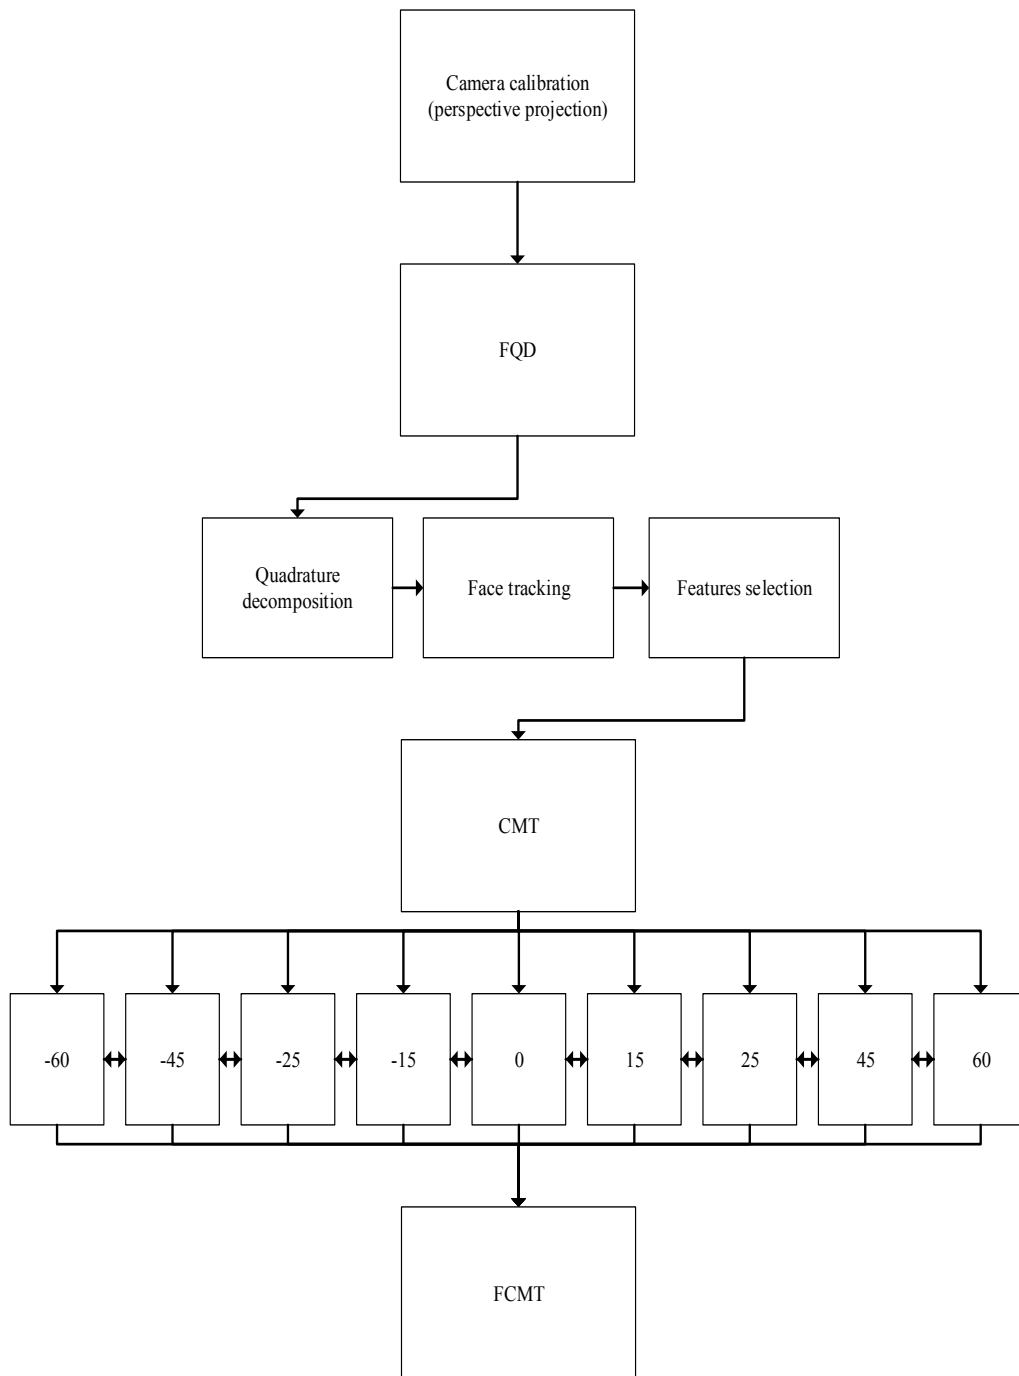 Camera calibration
(perspective projection)
FQD
Quadrature
decomposition
Face tracking
Features selection
CMT
-60
-45
-25
-15
0
15
25
45
60
FCMT